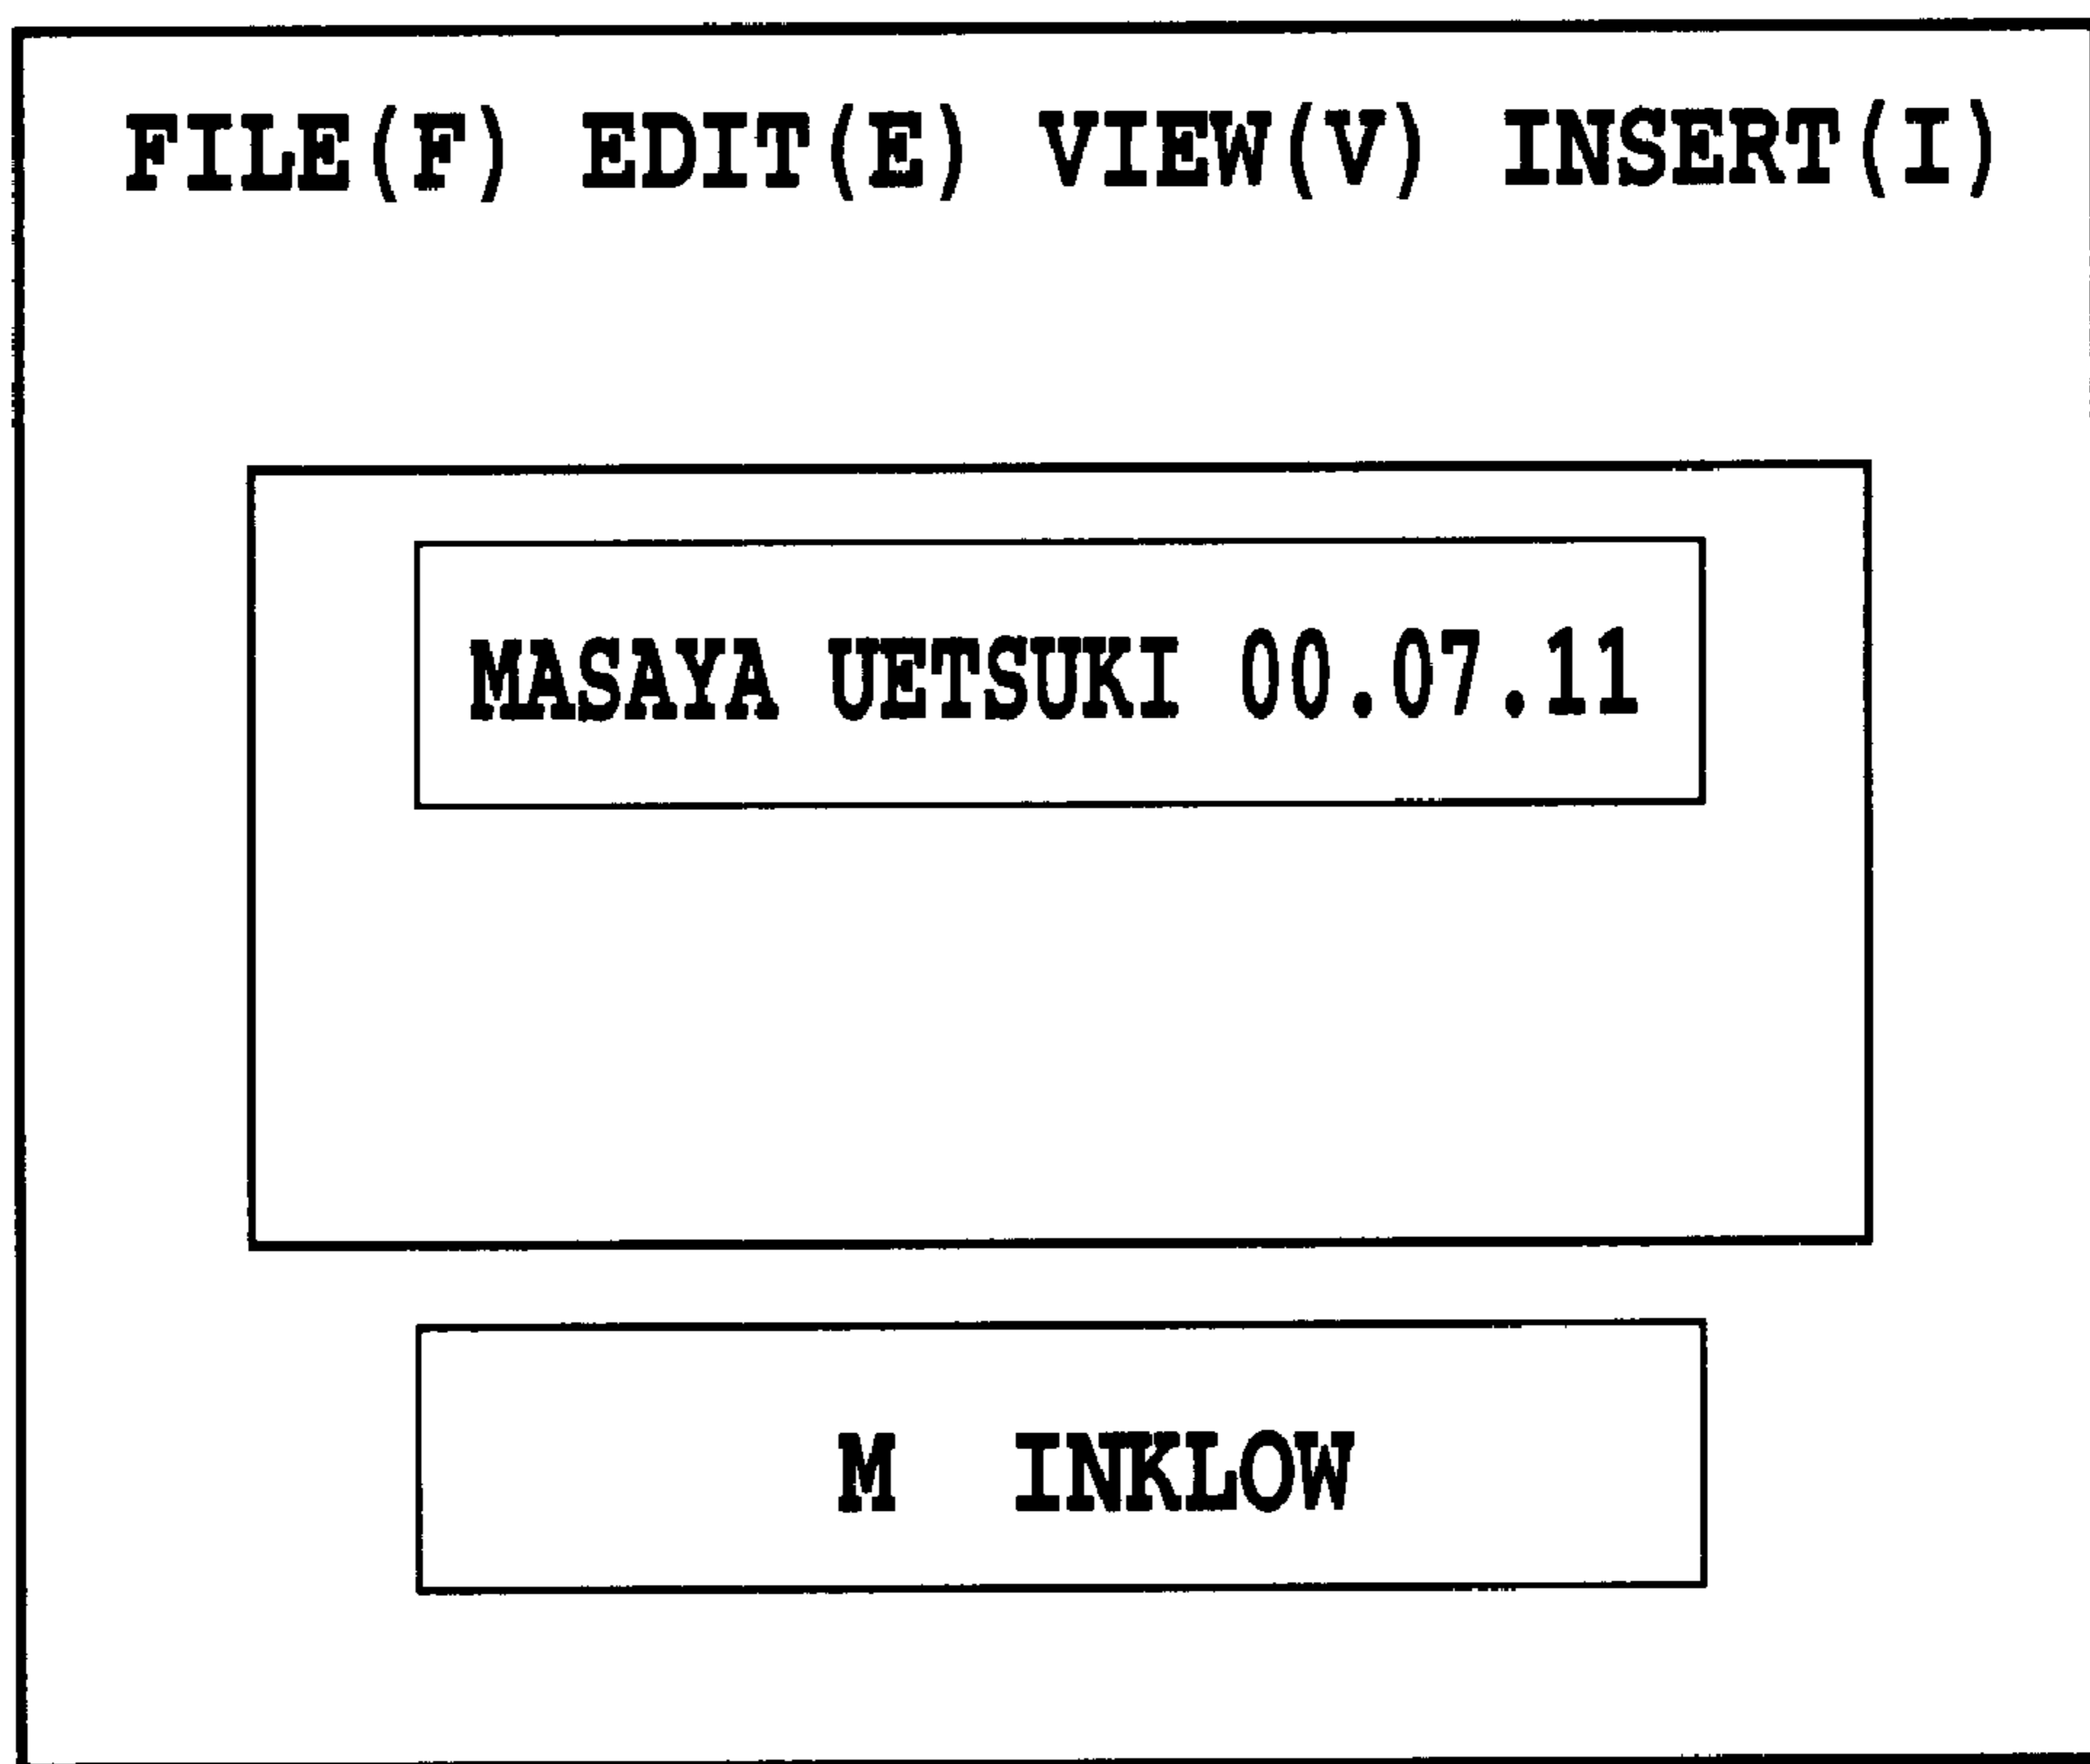 FILE(F) EDIT(E) VIEW(V) INSERT(I)
MASAYA UETSUKI 00.07.11
M INKLOW